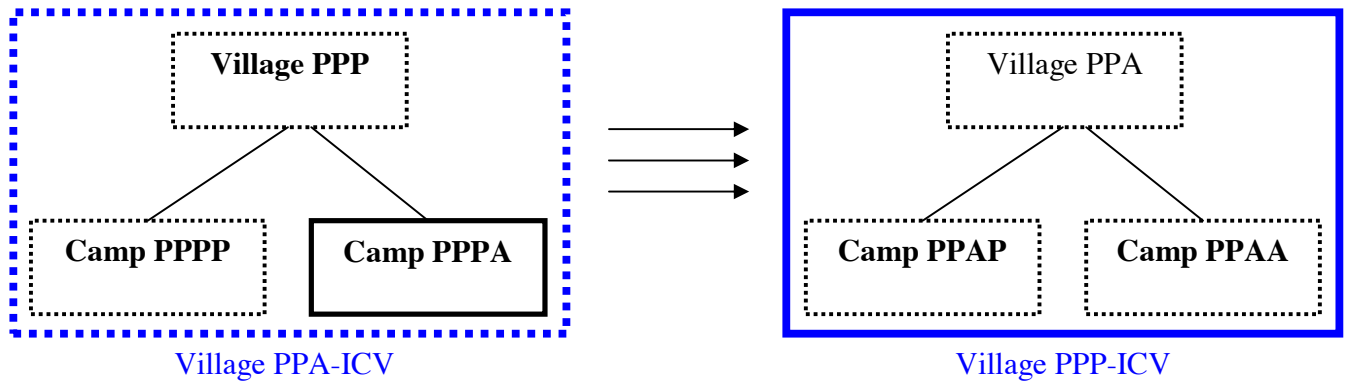 Village PPP
Village PPA
Camp PPPP
Camp PPPA
Camp PPAP
Camp PPAA
Village PPA-ICV
Village PPP-ICV